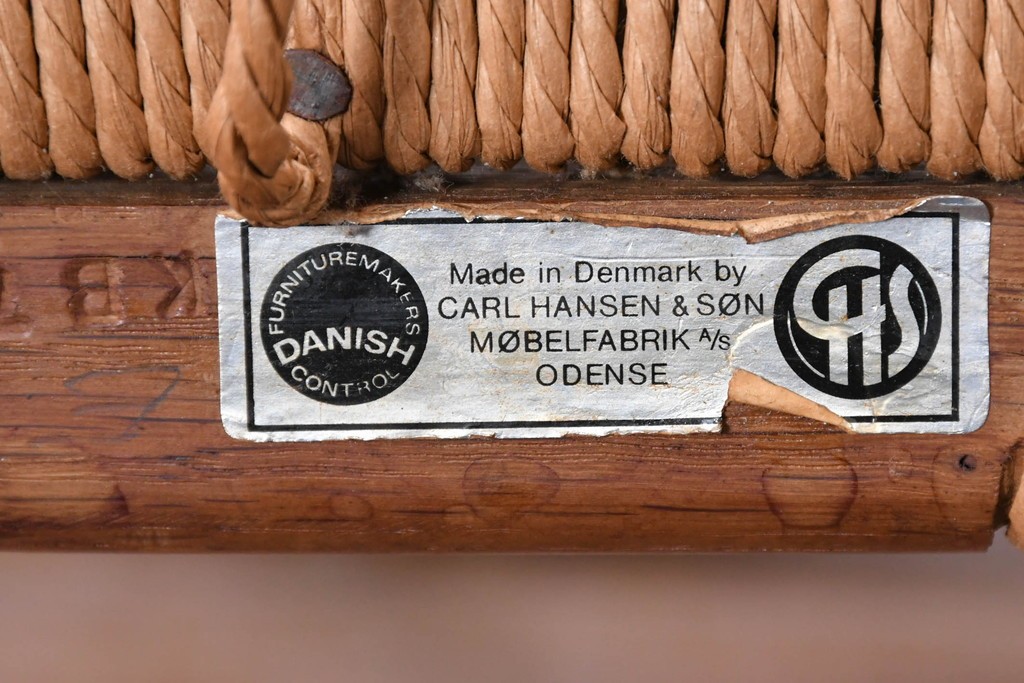 FURNITUREMAKERS
DANISH
CONTROL
Made in Denmark by
CARL HANSEN & SØN
MØBELFABRIK A/S
ODENSE
CHS